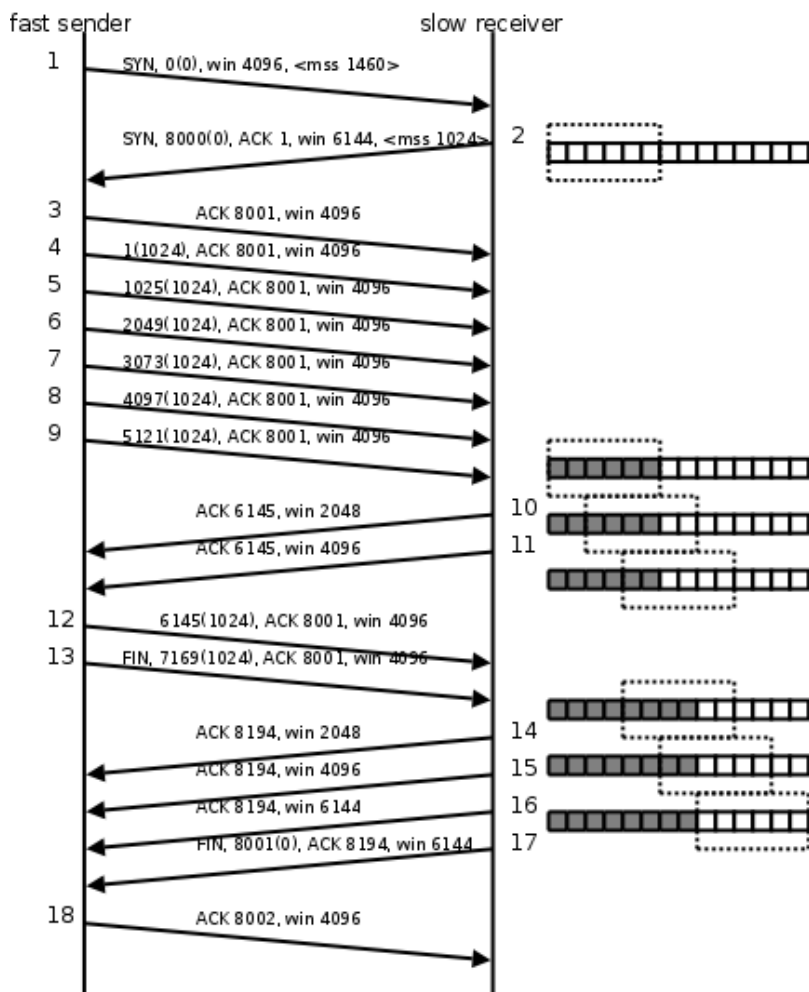 fast sender slow receiver
1 SYN, 0(0), win 4096, <mss 1460>
SYN, 8000(0), ACK 1, win 6144, <mss 1024> 2
3 ACK 8001, win 4096
4 1(1024), ACK 8001, win 4096
5 1025(1024), ACK 8001, win 4096
6 2049(1024), ACK 8001, win 4096
7 3073(1024), ACK 8001, win 4096
8 4097(1024), ACK 8001, win 4096
9 5121(1024), ACK 8001, win 4096
ACK 6145, win 2048 10
ACK 6145, win 4096 11
12 6145(1024), ACK 8001, win 4096
13 FIN, 7169(1024), ACK 8001, win 4096
ACK 8194, win 2048 14
ACK 8194, win 4096 15
ACK 8194, win 6144 16
FIN, 8001(0), ACK 8194, win 6144 17
18 ACK 8002, win 4096